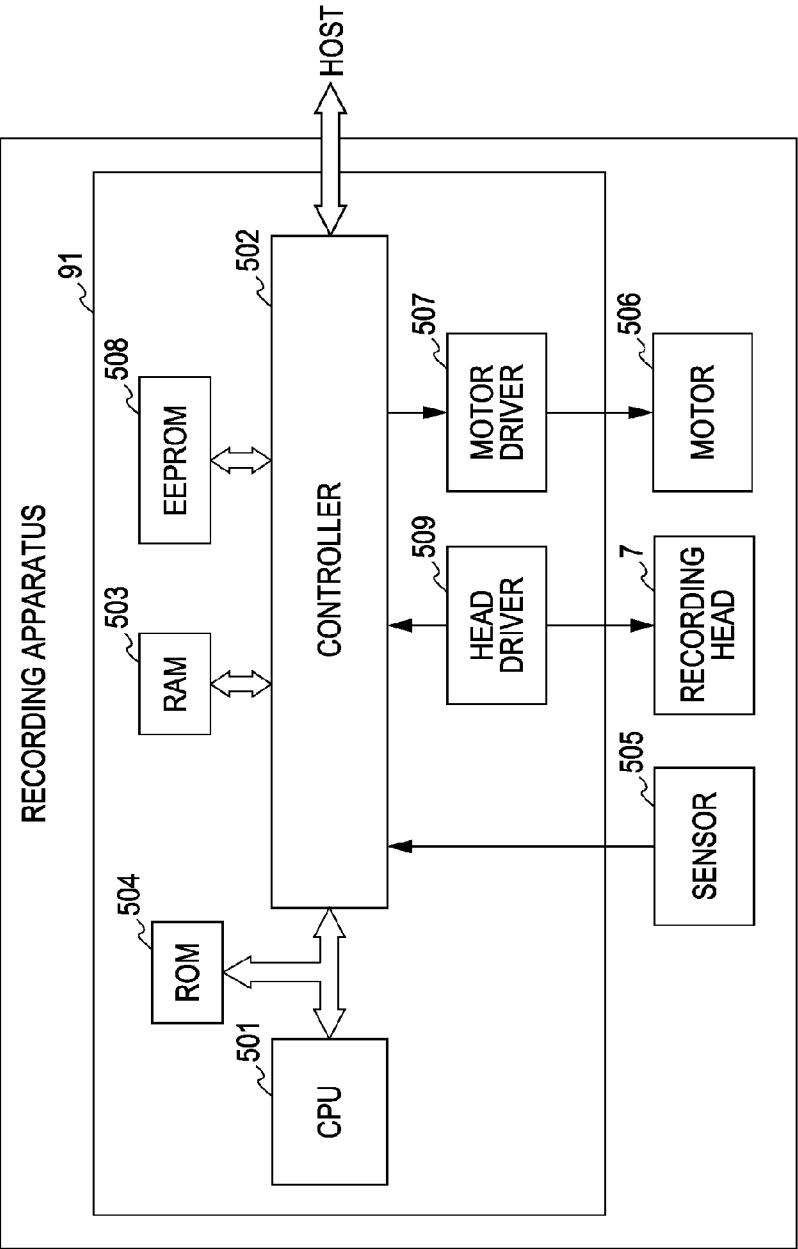 RECORDING APPARATUS
91
504
ROM
503
RAM
508
EEPROM
501
CPU
502
CONTROLLER
HOST
509
HEAD
DRIVER
507
MOTOR
DRIVER
505
SENSOR
7
RECORDING
HEAD
506
MOTOR